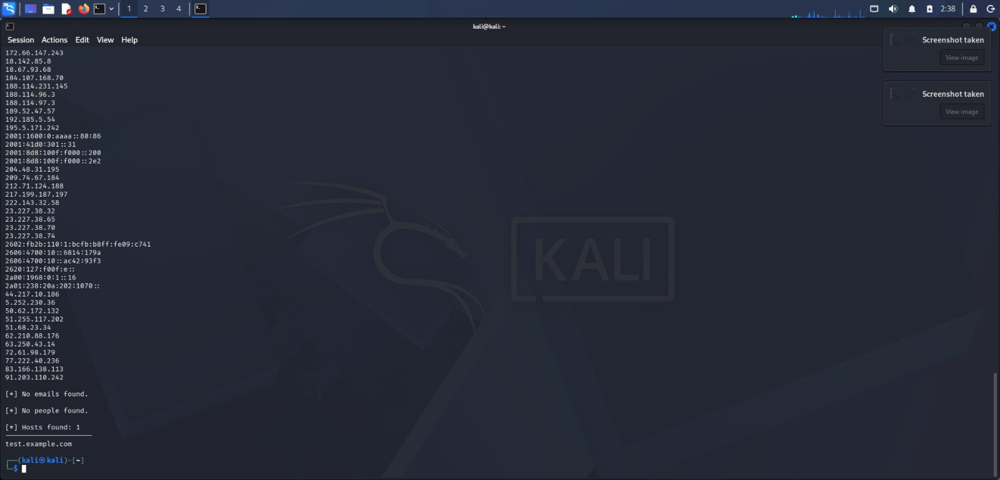 1 2 3 4
2:38
kali@kali: ~
Session Actions Edit View Help
Screenshot taken
View image
Screenshot taken
View image
172.66.147.243
18.142.85.8
18.67.93.68
184.107.168.70
188.114.231.145
188.114.96.3
188.114.97.3
189.52.47.57
192.185.5.54
195.5.171.242
2001:1600:0:aaaa::80:86
2001:41d0:301::31
2001:8d8:100f:f000::200
2001:8d8:100f:f000::2e2
204.48.31.195
209.74.67.184
212.71.124.188
217.199.187.197
222.143.32.58
23.227.38.32
23.227.38.65
23.227.38.70
23.227.38.74
2602:fb2b:110:1:bcfb:b8ff:fe09:c741
2606:4700:10::6814:179a
2606:4700:10::ac42:93f3
2620:127:f00f:e::
2a00:1968:0:1::16
2a01:238:20a:202:1070::
44.217.10.186
5.252.230.36
50.62.172.132
51.255.117.202
51.68.23.34
62.210.88.176
63.250.43.14
72.61.98.179
77.222.40.236
83.166.138.113
91.203.110.242
[*] No emails found.
[*] No people found.
[*] Hosts found: 1
test.example.com
(kali㉿kali)-[~]
$
KALI